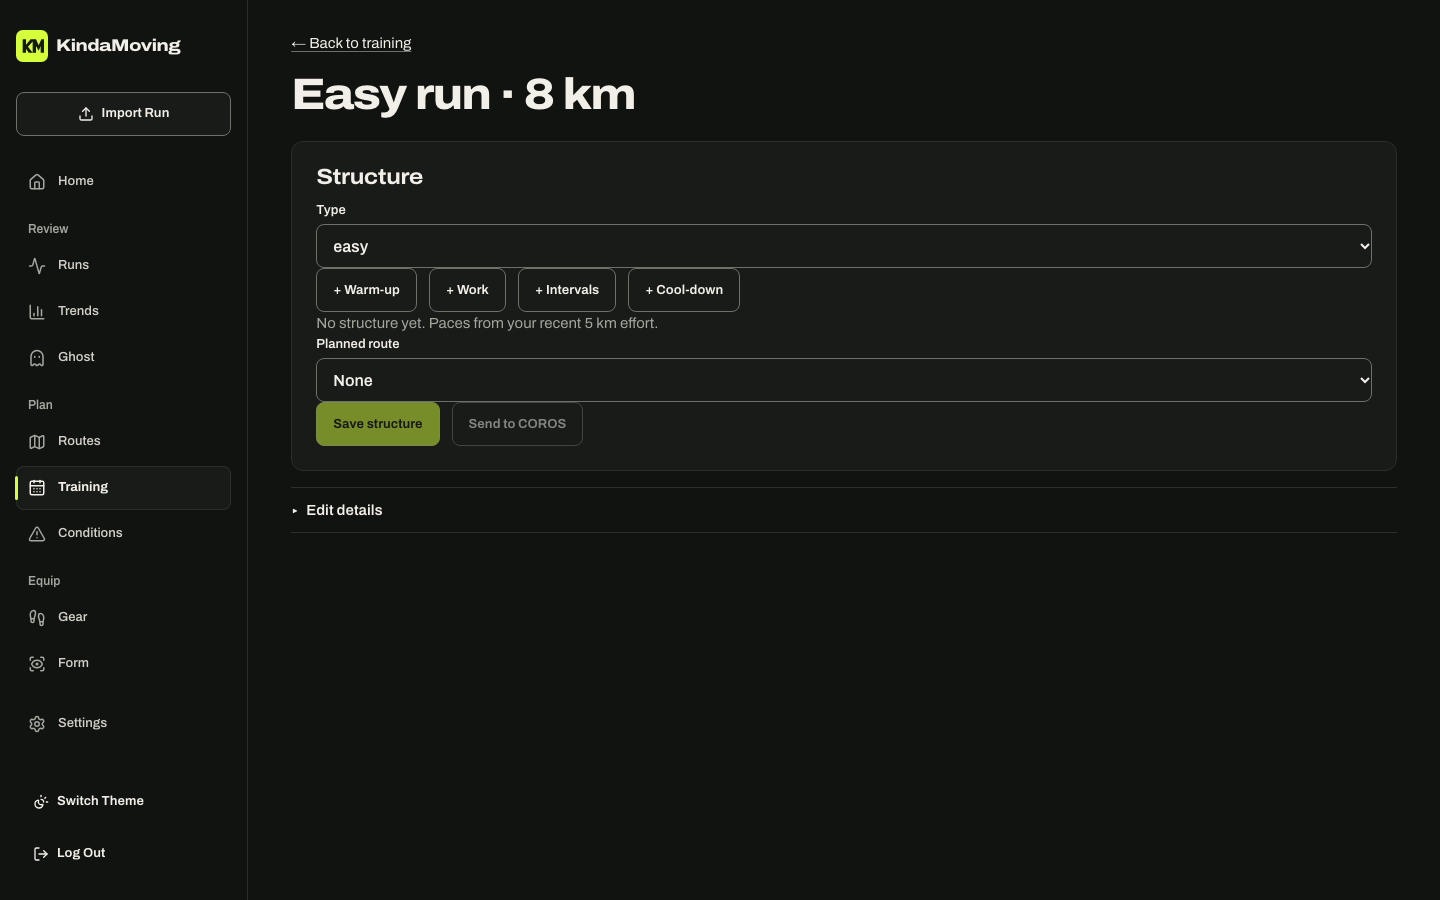 KM KindaMoving
Import Run
Home
Review
Runs
Trends
Ghost
Plan
Routes
Training
Conditions
Equip
Gear
Form
Settings
Switch Theme
Log Out
← Back to training
Easy run · 8 km
Structure
Type
easy
+ Warm-up + Work + Intervals + Cool-down
No structure yet. Paces from your recent 5 km effort.
Planned route
None
Save structure Send to COROS
▸ Edit details